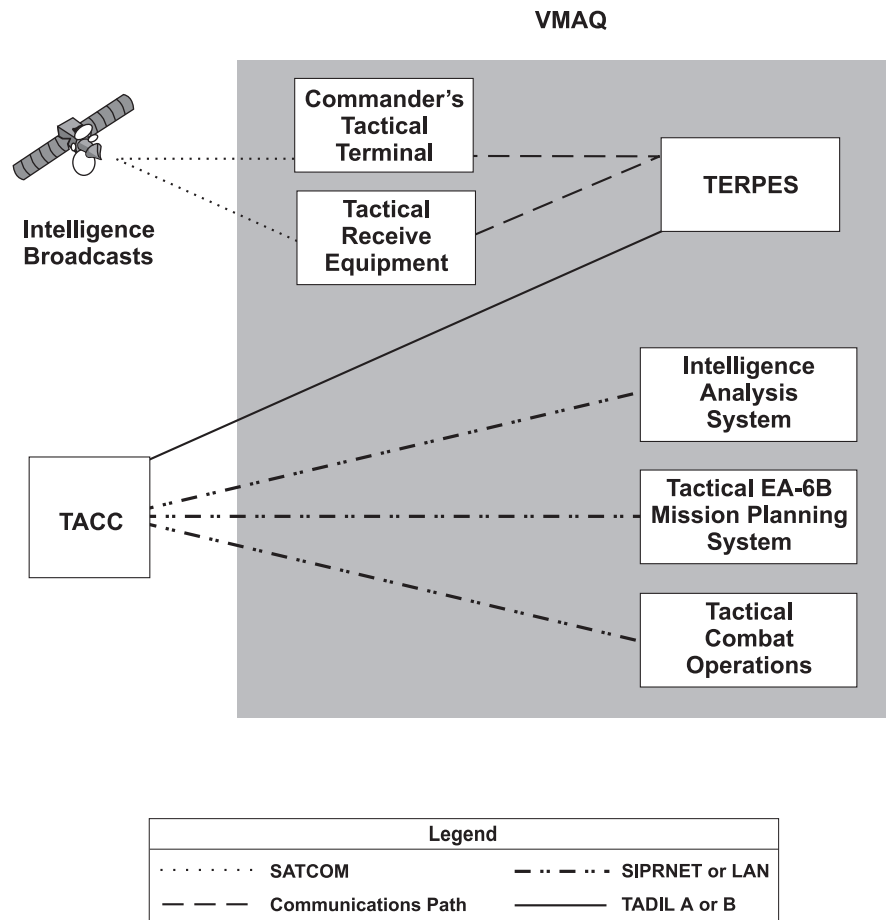 VMAQ
Commander's
Tactical
Terminal
Tactical
Receive
Equipment
TERPES
Intelligence
Broadcasts
Intelligence
Analysis
System
TACC
Tactical EA-6B
Mission Planning
System
Tactical
Combat
Operations
Legend
SATCOM
SIPRNET or LAN
Communications Path
TADIL A or B